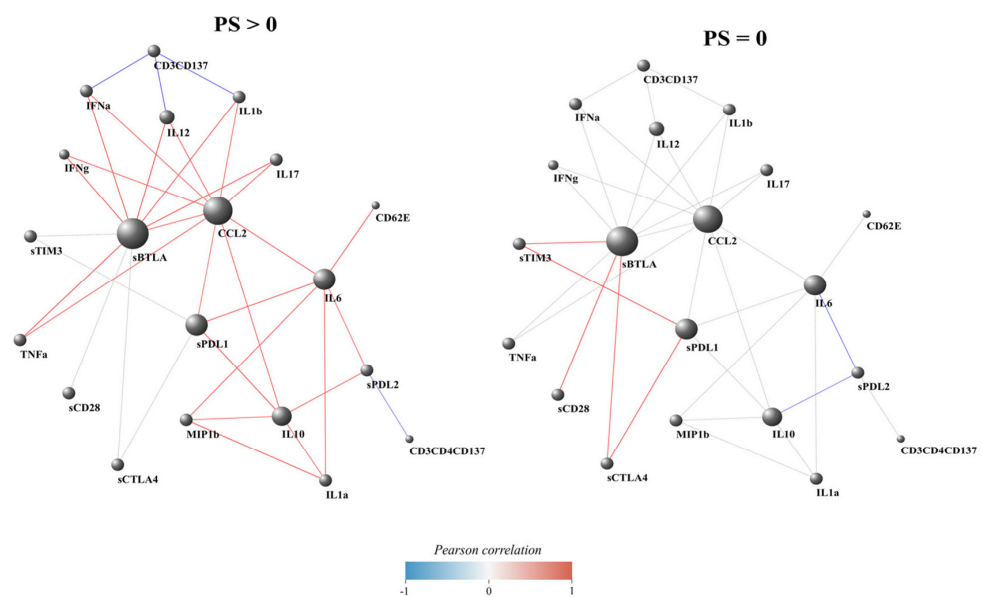 PS > 0
CD3CD137
IFNa
IL1b
IL12
IFNg
IL17
CD62E
CCL2
sTIM3
sBTLA
IL6
sPDL1
TNFa
sPDL2
sCD28
MIP1b
IL10
CD3CD4CD137
sCTLA4
IL1a
PS = 0
CD3CD137
IFNa
IL1b
IL12
IFNg
IL17
CD62E
CCL2
sTIM3
sBTLA
IL6
sPDL1
TNFa
sPDL2
sCD28
MIP1b
IL10
CD3CD4CD137
sCTLA4
IL1a
Pearson correlation
-1 0 1